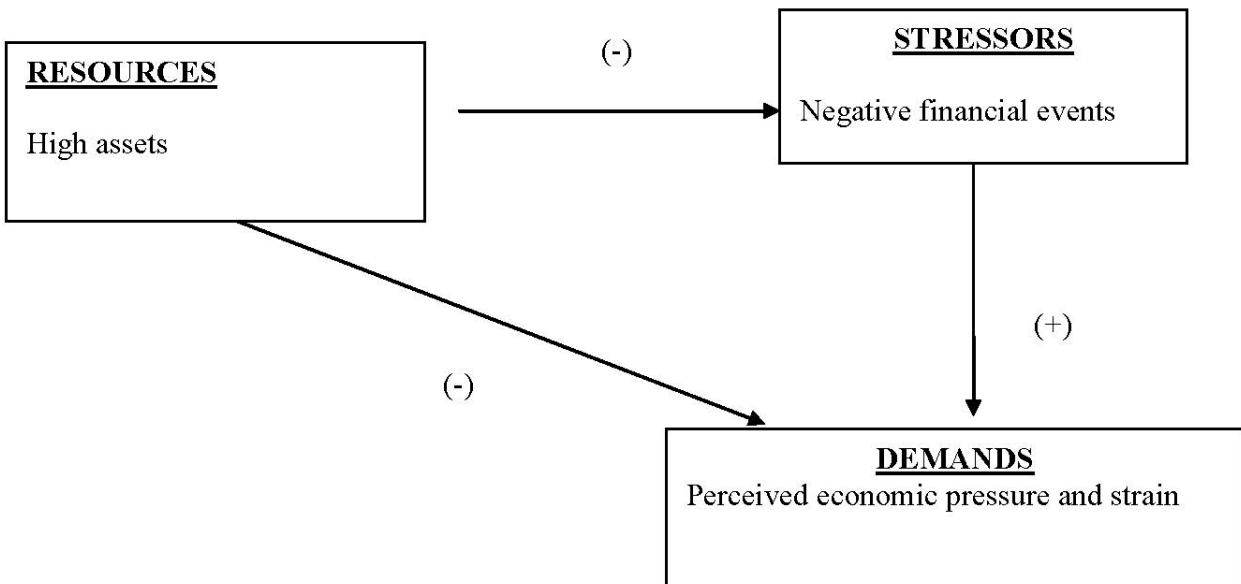 RESOURCES
High assets
(-)
STRESSORS
Negative financial events
(+)
(-)
DEMANDS
Perceived economic pressure and strain